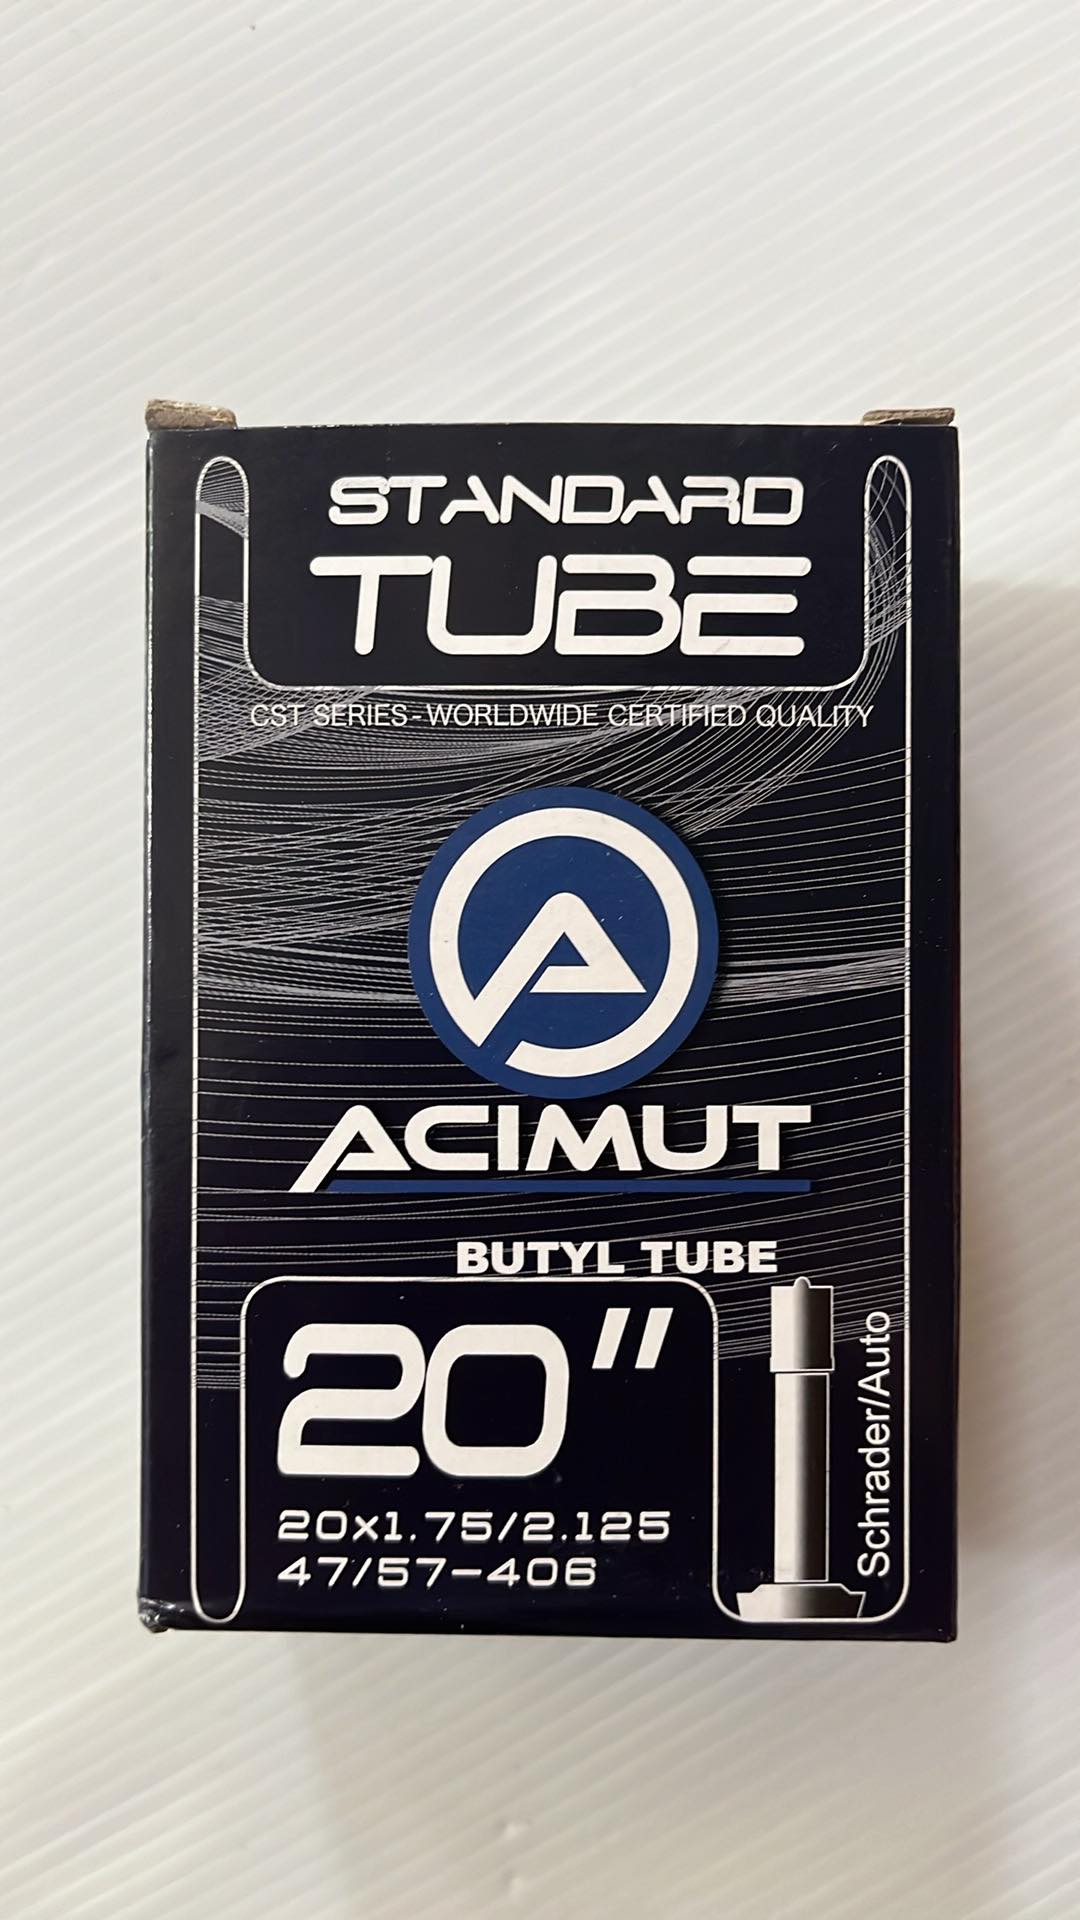 STANDARD
TUBE
CST SERIES-WORLDWIDE CERTIFIED QUALITY
ACIMUT
BUTYL TUBE
20"
20x1.75/2.125
47/57-406
Schrader/Auto